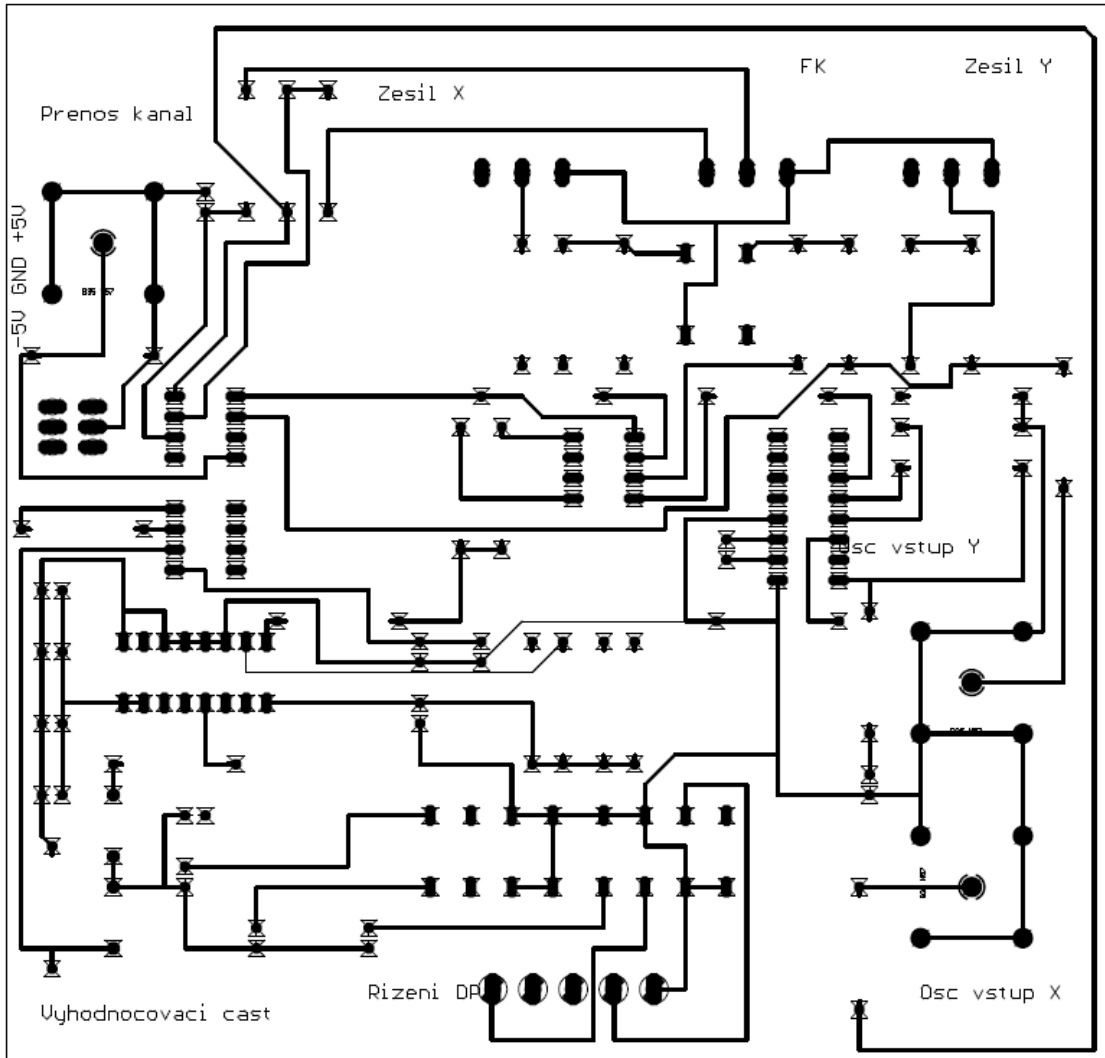 FK
Zesil Y
Zesil X
Prenos kanal
-5V GND +5V
Osc vstup Y
Rizeni DP
Osc vstup X
Vyhodnocovaci cast